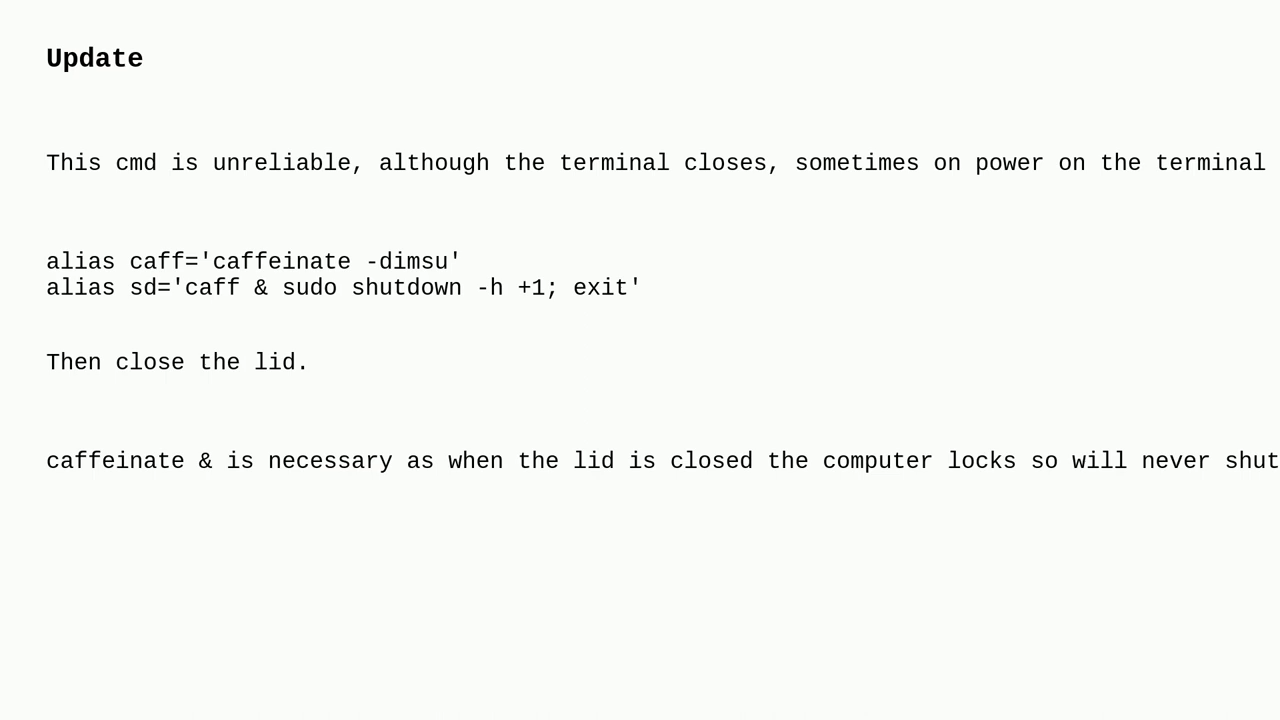 Update
This cmd is unreliable, although the terminal closes, sometimes on power on the terminal
alias caff='caffeinate -dimsu'
alias sd='caff & sudo shutdown -h +1; exit'
Then close the lid.
caffeinate & is necessary as when the lid is closed the computer locks so will never shut